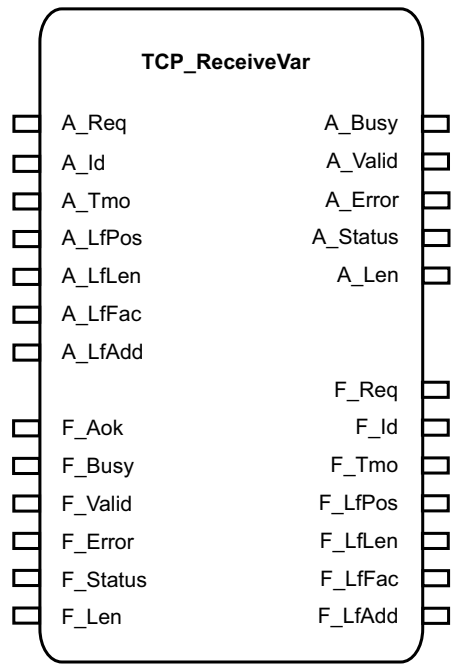 TCP_ReceiveVar
A_Req A_Busy
A_Id A_Valid
A_Tmo A_Error
A_LfPos A_Status
A_LfLen A_Len
A_LfFac
A_LfAdd
F_Req
F_Aok F_Id
F_Busy F_Tmo
F_Valid F_LfPos
F_Error F_LfLen
F_Status F_LfFac
F_Len F_LfAdd